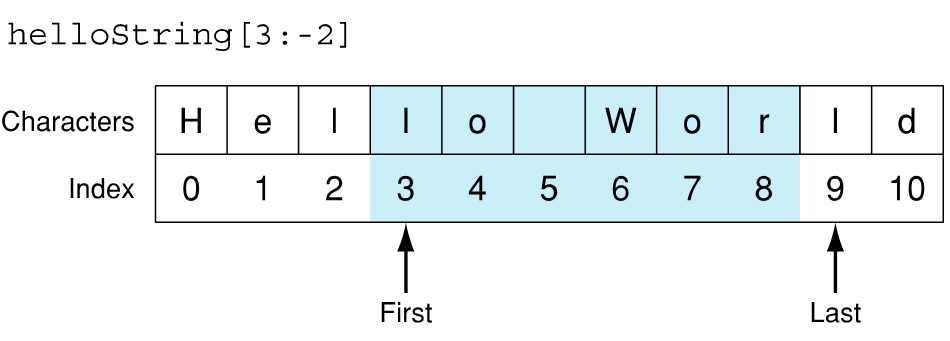 helloString[3:-2]
Characters H e l l o W o r l d
Index 0 1 2 3 4 5 6 7 8 9 10
First Last